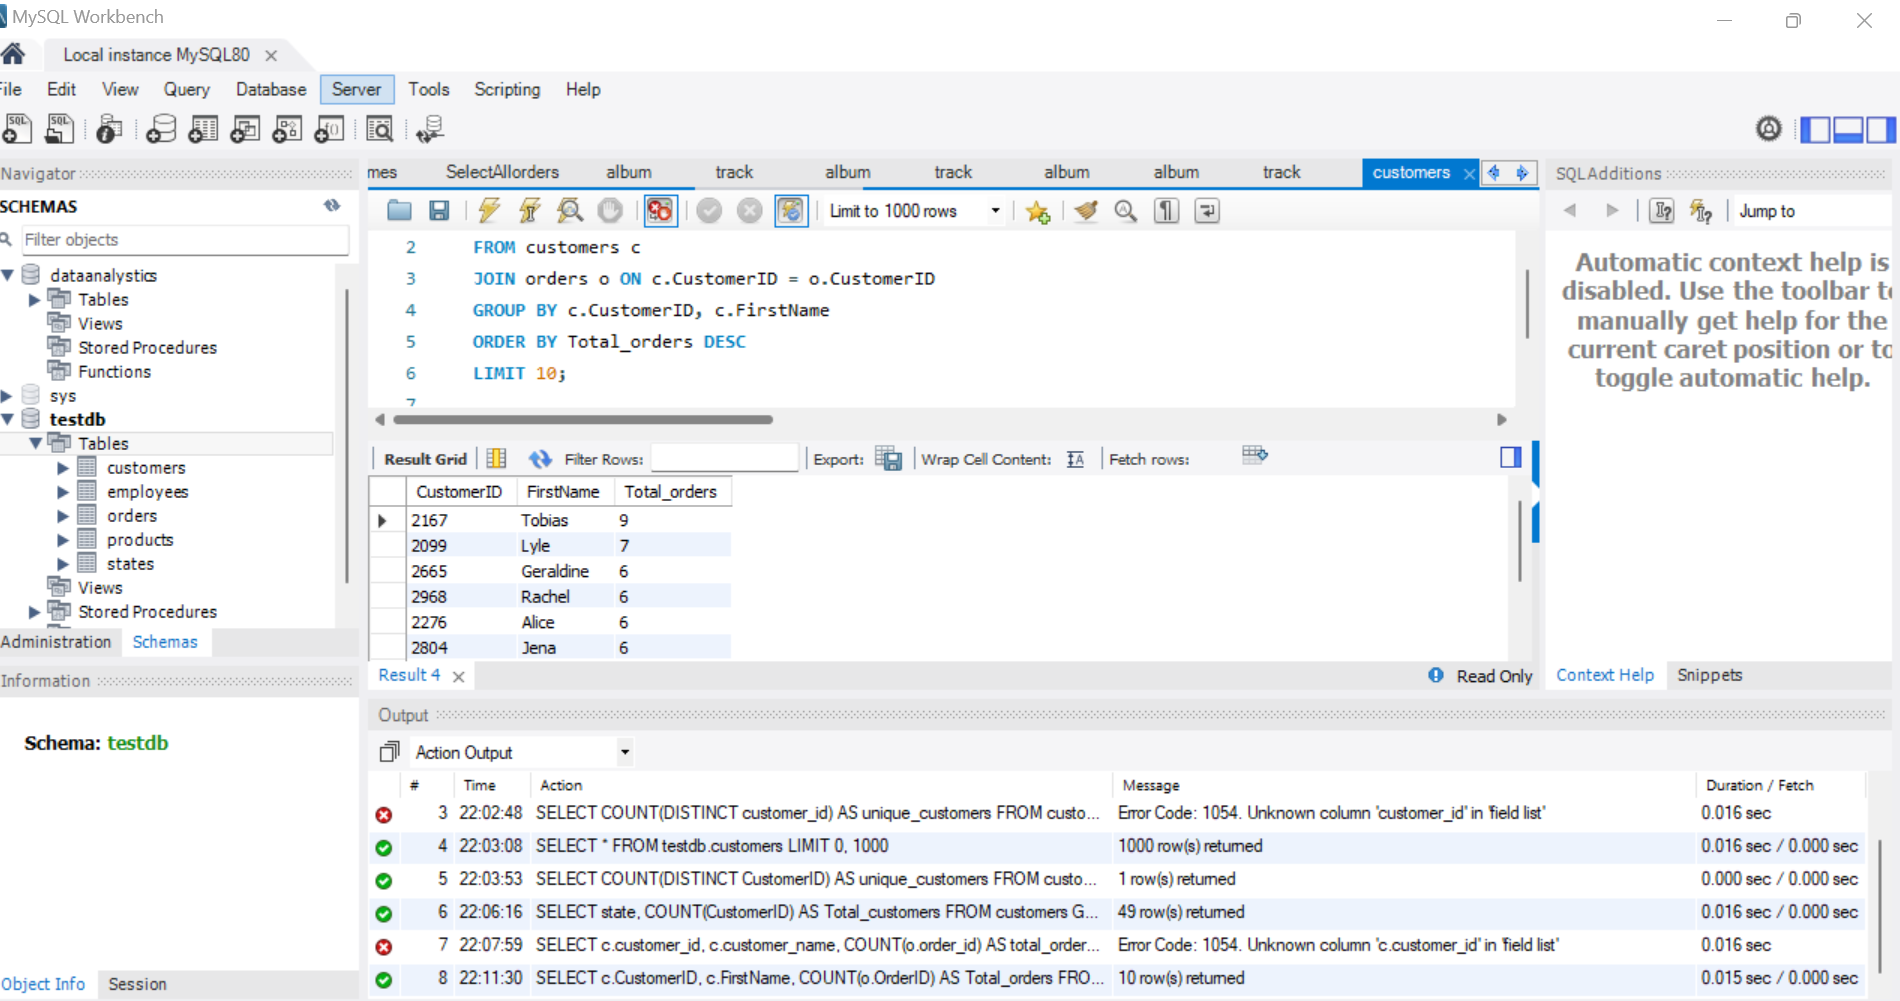 MySQL Workbench
Local instance MySQL80
File Edit View Query Database Server Tools Scripting Help
Navigator
SCHEMAS
Filter objects
dataanalystics
Tables
Views
Stored Procedures
Functions
sys
testdb
Tables
customers
employees
orders
products
states
Views
Stored Procedures
Administration Schemas
Information
Schema: testdb
Object Info Session
mes SelectAllorders album track album track album album track customers
Limit to 1000 rows
2 FROM customers c
3 JOIN orders o ON c.CustomerID = o.CustomerID
4 GROUP BY c.CustomerID, c.FirstName
5 ORDER BY Total_orders DESC
6 LIMIT 10;
7
Result Grid Filter Rows: Export: Wrap Cell Content: Fetch rows:
CustomerID FirstName Total_orders
2167 Tobias 9
2099 Lyle 7
2665 Geraldine 6
2968 Rachel 6
2276 Alice 6
2804 Jena 6
Result 4 Read Only
SQLAdditions
Jump to
Automatic context help is
disabled. Use the toolbar to
manually get help for the
current caret position or to
toggle automatic help.
Context Help Snippets
Output
Action Output
# Time Action Message Duration / Fetch
3 22:02:48 SELECT COUNT(DISTINCT customer_id) AS unique_customers FROM custo... Error Code: 1054. Unknown column 'customer_id' in 'field list' 0.016 sec
4 22:03:08 SELECT * FROM testdb.customers LIMIT 0, 1000 1000 row(s) returned 0.016 sec / 0.000 sec
5 22:03:53 SELECT COUNT(DISTINCT CustomerID) AS unique_customers FROM custo... 1 row(s) returned 0.000 sec / 0.000 sec
6 22:06:16 SELECT state, COUNT(CustomerID) AS Total_customers FROM customers G... 49 row(s) returned 0.016 sec / 0.000 sec
7 22:07:59 SELECT c.customer_id, c.customer_name, COUNT(o.order_id) AS total_order... Error Code: 1054. Unknown column 'c.customer_id' in 'field list' 0.016 sec
8 22:11:30 SELECT c.CustomerID, c.FirstName, COUNT(o.OrderID) AS Total_orders FRO... 10 row(s) returned 0.015 sec / 0.000 sec